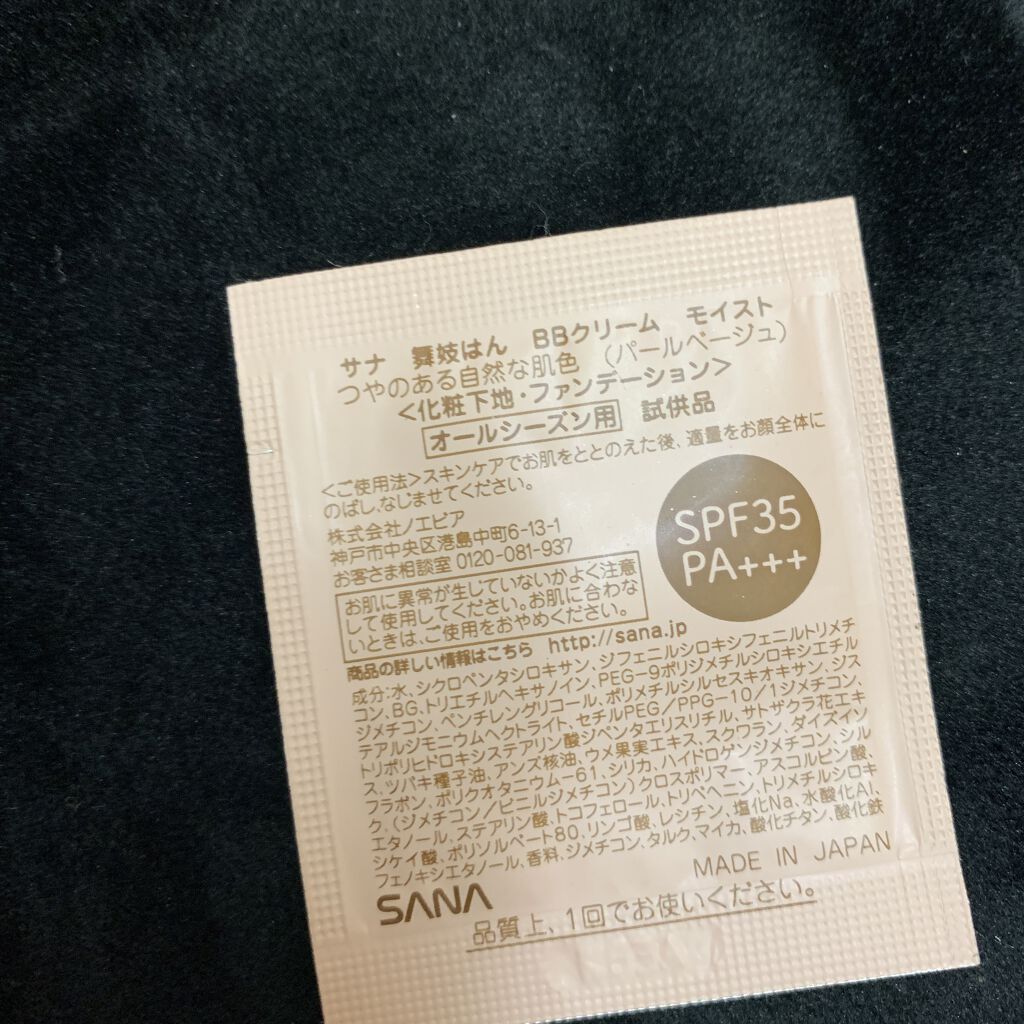 サナ 舞妓はん BBクリーム モイスト
つやのある自然な肌色 (パールベージュ)
<化粧下地・ファンデーション>
オールシーズン用 試供品
<ご使用法>スキンケアでお肌をととのえた後、適量をお顔全体に
のばし、なじませてください。
株式会社ノエビア
神戸市中央区港島中町6-13-1
お客さま相談室 0120-081-937
SPF35
PA+++
お肌に異常が生じていないかよく注意
して使用してください。お肌に合わな
いときは、ご使用をおやめください。
商品の詳しい情報はこちら http://sana.jp
成分:水、シクロペンタシロキサン、ジフェニルシロキシフェニルトリメチ
コン、BG、トリエチルヘキサノイン、PEG-9ポリジメチルシロキシエチル
ジメチコン、ペンチレングリコール、ポリメチルシルセスキオキサン、ジス
テアルジモニウムヘクトライト、セチルPEG/PPG-10/1ジメチコン、
トリポリヒドロキシステアリン酸ジペンタエリスリチル、サトザクラ花エキ
ス、ツバキ種子油、アンズ核油、ウメ果実エキス、スクワラン、ダイズイソ
フラボン、ポリクオタニウム-61、シリカ、ハイドロゲンジメチコン、シル
ク、(ジメチコン/ビニルジメチコン)クロスポリマー、アスコルビン酸、
エタノール、ステアリン酸、トコフェロール、トリベヘニン、トリメチルシロキ
シケイ酸、ポリソルベート80、リンゴ酸、レシチン、塩化Na、水酸化Al、
フェノキシエタノール、香料、ジメチコン、タルク、マイカ、酸化チタン、酸化鉄
SANA MADE IN JAPAN
品質上、1回でお使いください。